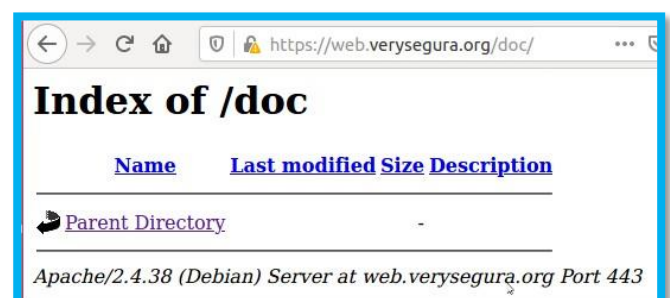 https://web.verysegura.org/doc/
Index of /doc
Name Last modified Size Description
Parent Directory -
Apache/2.4.38 (Debian) Server at web.verysegura.org Port 443